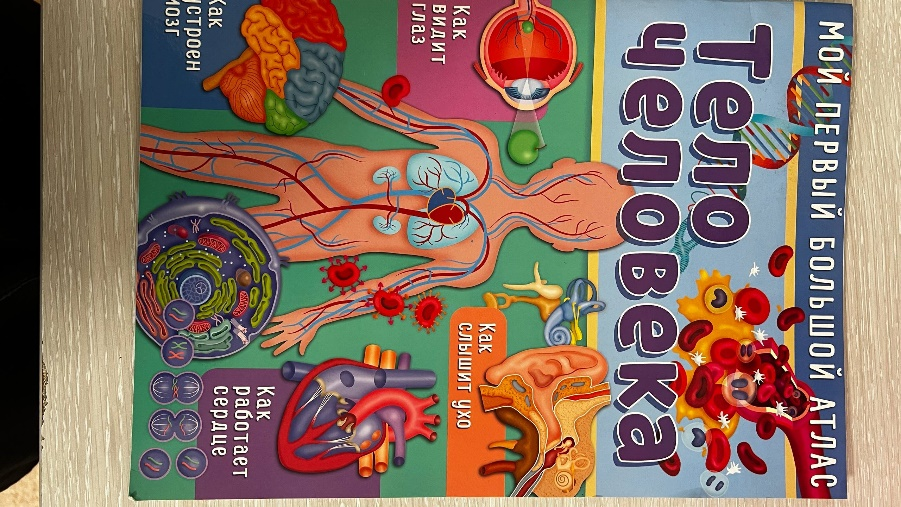 МОЙ ПЕРВЫЙ БОЛЬШОЙ АТЛАС
Тело
человека
Как
видит
глаз
Как
слышит ухо
Как
устроен
мозг
Как
работает
сердце